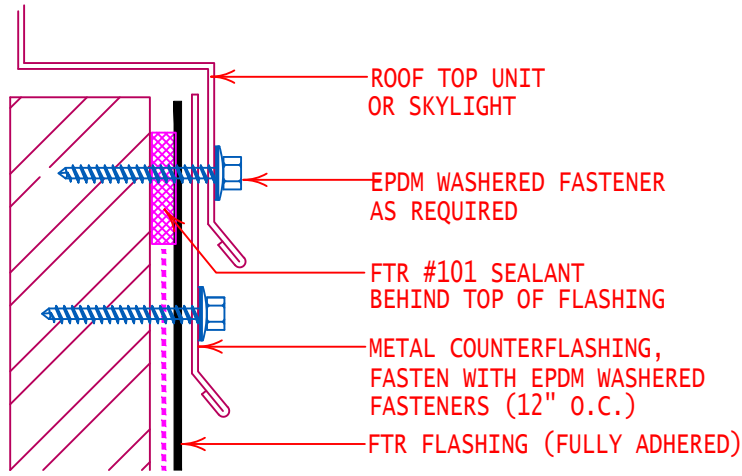 ROOF TOP UNIT
OR SKYLIGHT
EPDM WASHERED FASTENER
AS REQUIRED
FTR #101 SEALANT
BEHIND TOP OF FLASHING
METAL COUNTERFLASHING,
FASTEN WITH EPDM WASHERED
FASTENERS (12" O.C.)
FTR FLASHING (FULLY ADHERED)